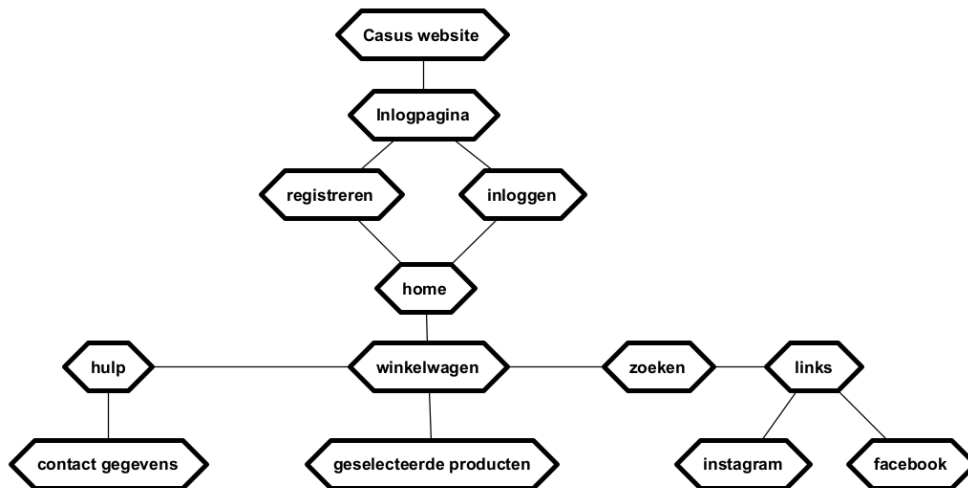 Casus website
Inlogpagina
registreren
inloggen
home
hulp
winkelwagen
zoeken
links
contact gegevens
geselecteerde producten
instagram
facebook